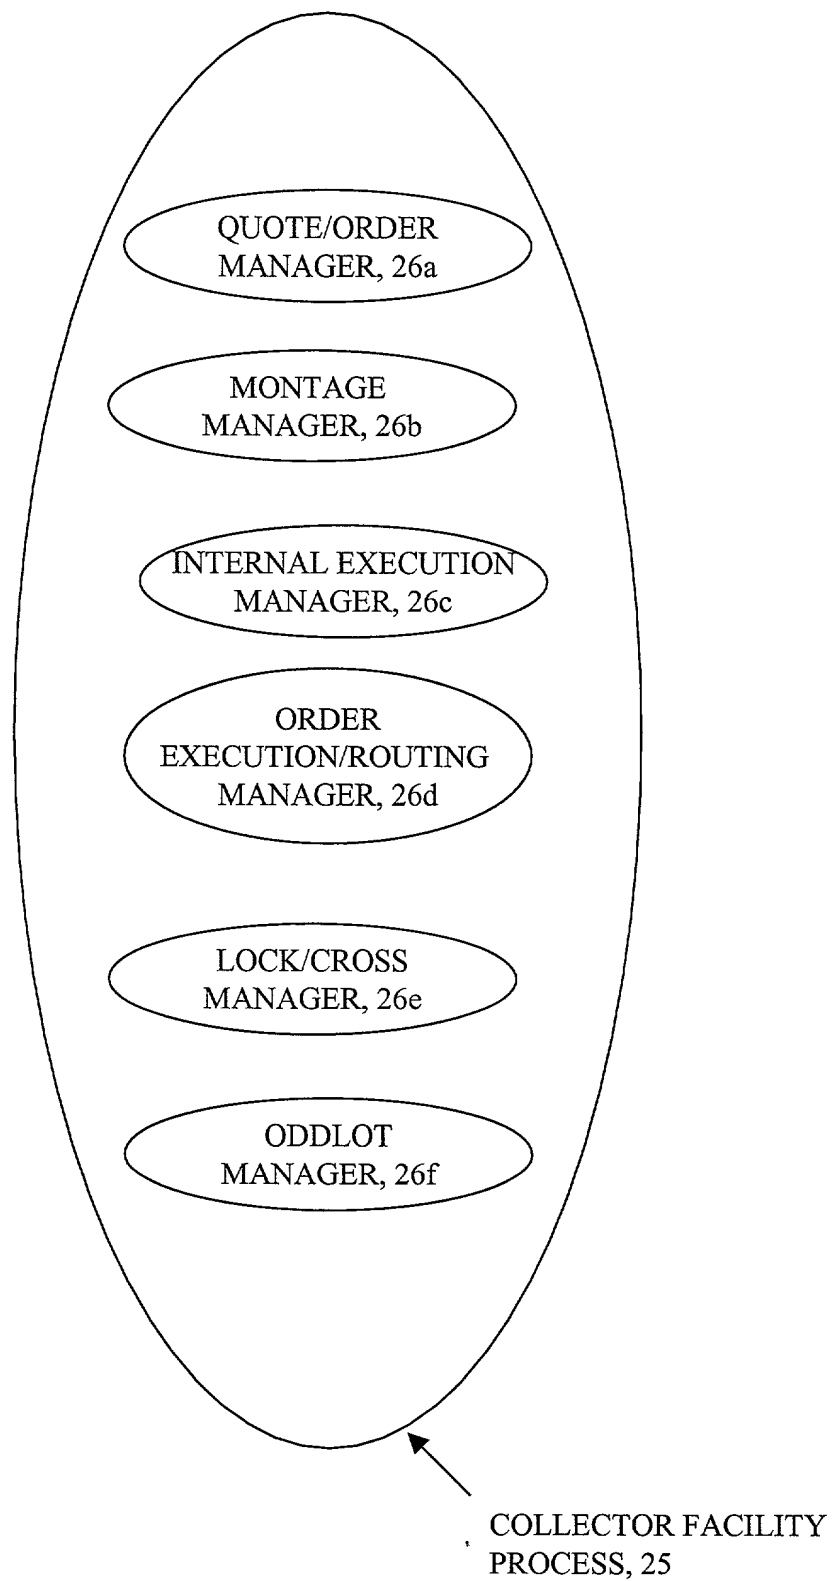 QUOTE/ORDER
MANAGER, 26a
MONTAGE
MANAGER, 26b
INTERNAL EXECUTION
MANAGER, 26c
ORDER
EXECUTION/ROUTING
MANAGER, 26d
LOCK/CROSS
MANAGER, 26e
ODDLOT
MANAGER, 26f
COLLECTOR FACILITY
PROCESS, 25